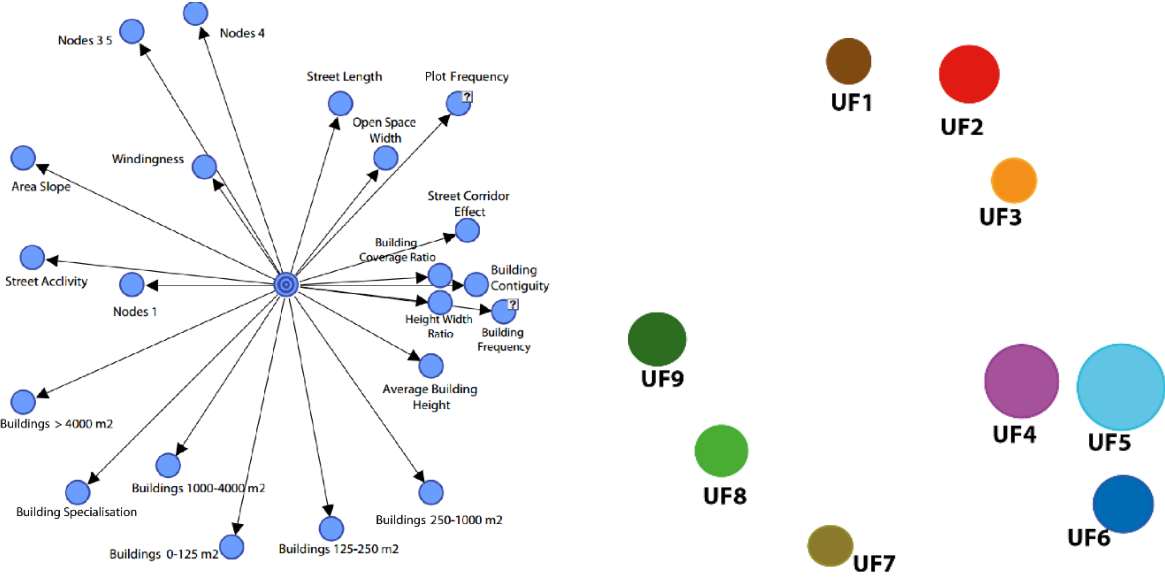 Nodes 3 5
Nodes 4
Street Length
Plot Frequency
?
Open Space
Width
Windingness
Area Slope
Street Corridor
Effect
Building
Coverage Ratio
Street Acclivity
Building
Contiguity
Nodes 1
?
Height Width
Ratio
Building
Frequency
Average Building
Height
Buildings > 4000 m2
Buildings 1000-4000 m2
Building Specialisation
Buildings 250-1000 m2
Buildings 0-125 m2
Buildings 125-250 m2
UF1
UF2
UF3
UF9
UF4
UF5
UF8
UF6
UF7